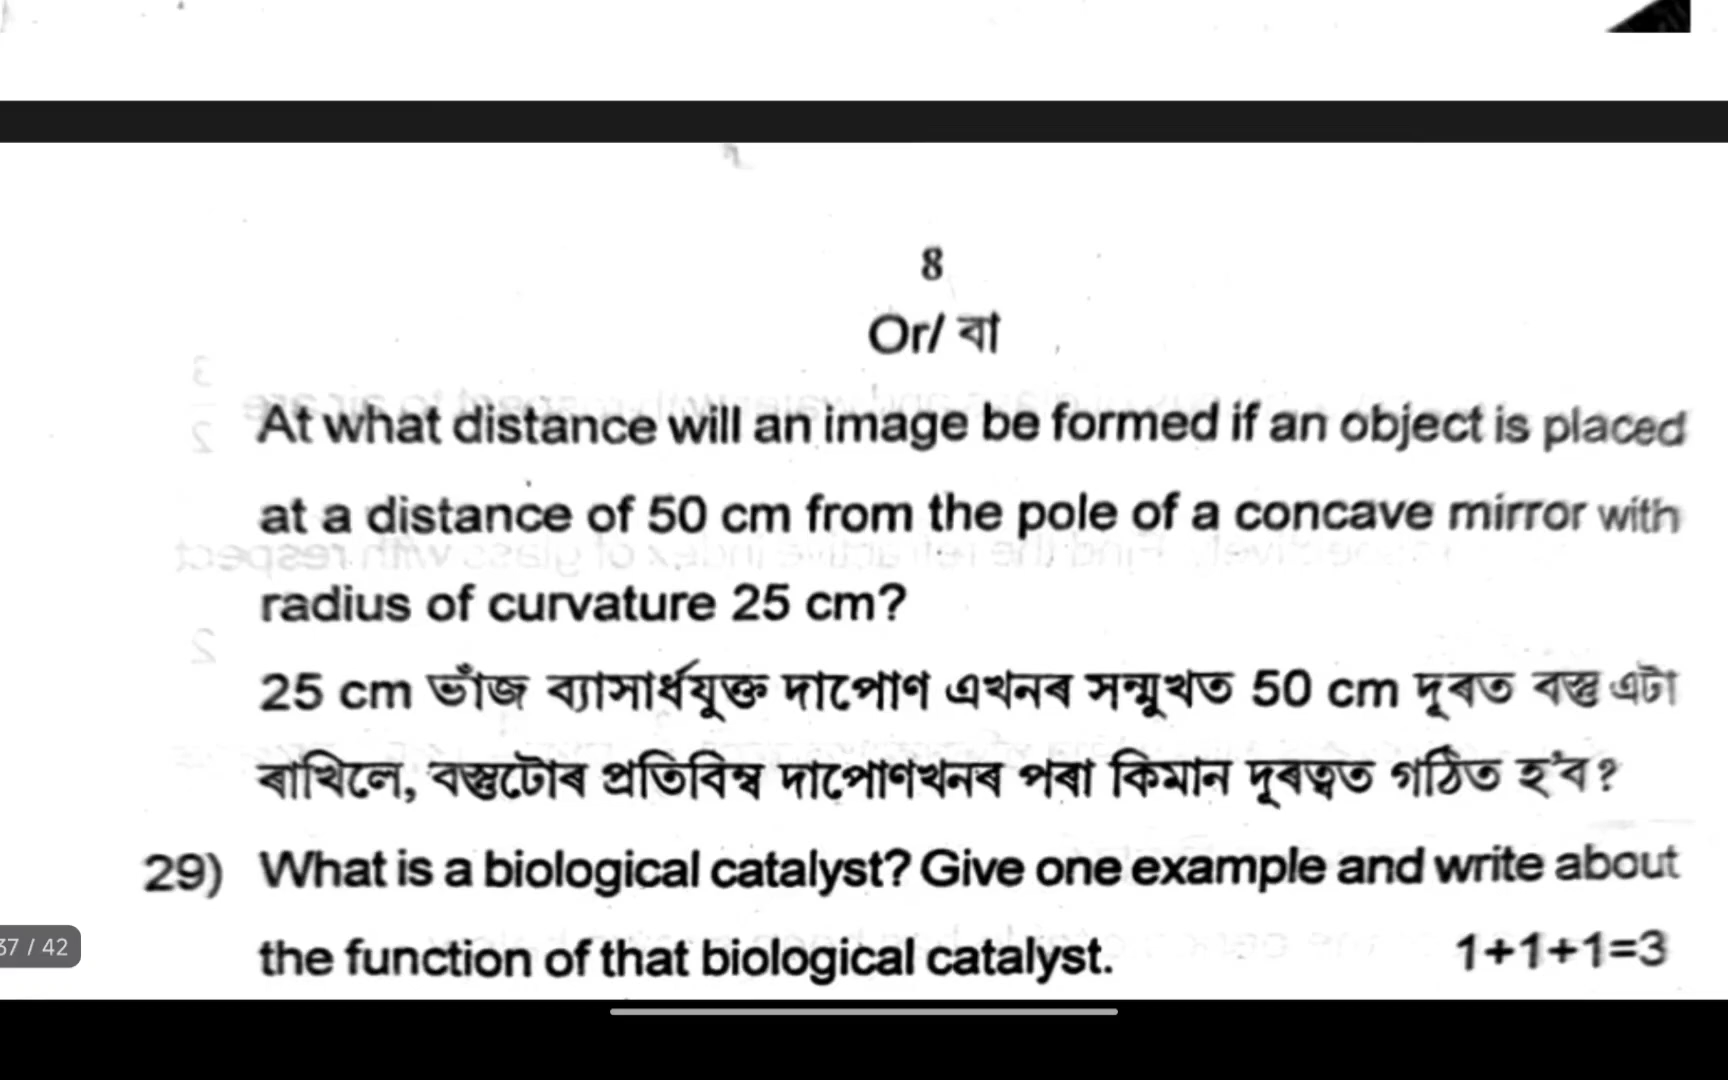 8
Or/ বা
At what distance will an image be formed if an object is placed
at a distance of 50 cm from the pole of a concave mirror with
radius of curvature 25 cm?
25 cm ভাঁজ ব্যাসাৰ্ধযুক্ত দাপোণ এখনৰ সন্মুখত 50 cm দূৰত বস্তু এটা
ৰাখিলে, বস্তুটোৰ প্ৰতিবিম্ব দাপোণখনৰ পৰা কিমান দূৰত্বত গঠিত হ'ব?
29) What is a biological catalyst? Give one example and write about
the function of that biological catalyst. 1+1+1=3
37 / 42